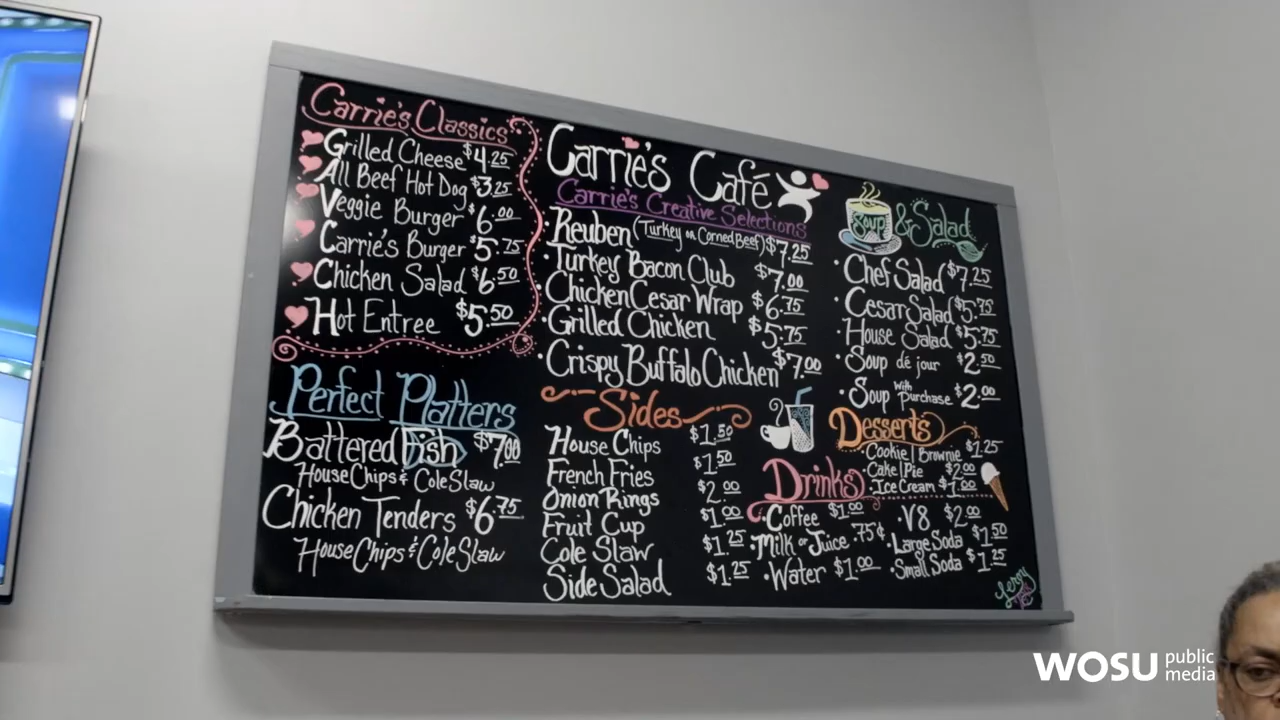 Carrie's Classics
Grilled Cheese $4.25
All Beef Hot Dog $3.25
Veggie Burger $6.00
Carrie's Burger $5.75
Chicken Salad $6.50
Hot Entree $5.50
Perfect Platters
Battered Fish $7.00
House Chips & Cole Slaw
Chicken Tenders $6.75
House Chips & Cole Slaw
Carrie's Café
Carrie's Creative Selections
Reuben (Turkey or Corned Beef) $7.25
Turkey Bacon Club $7.00
Chicken Cesar Wrap $6.75
Grilled Chicken $5.75
Crispy Buffalo Chicken $7.00
Sides
House Chips $1.50
French Fries $1.50
Onion Rings $2.00
Fruit Cup $1.00
Cole Slaw $1.25
Side Salad $1.25
Soup & Salad
Chef Salad $7.25
Cesar Salad $5.75
House Salad $5.75
Soup dé jour $2.50
Soup with purchase $2.00
Desserts
Cookie | Brownie $1.25
Cake | Pie $2.00
Ice Cream $1.00
Drinks
Coffee $1.00
Milk or Juice .75¢
Water $1.00
V8 $2.00
Large Soda $1.50
Small Soda $1.25
WOSU public media